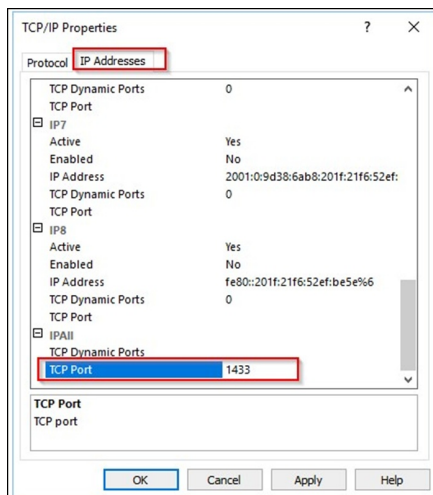 TCP/IP Properties ? ×
Protocol IP Addresses
TCP Dynamic Ports 0
TCP Port
IP7
Active Yes
Enabled No
IP Address 2001:0:9d38:6ab8:201f:21f6:52ef:
TCP Dynamic Ports 0
TCP Port
IP8
Active Yes
Enabled No
IP Address fe80::201f:21f6:52ef:be5e%6
TCP Dynamic Ports 0
TCP Port
IPAll
TCP Dynamic Ports
TCP Port 1433
TCP Port
TCP port
OK Cancel Apply Help